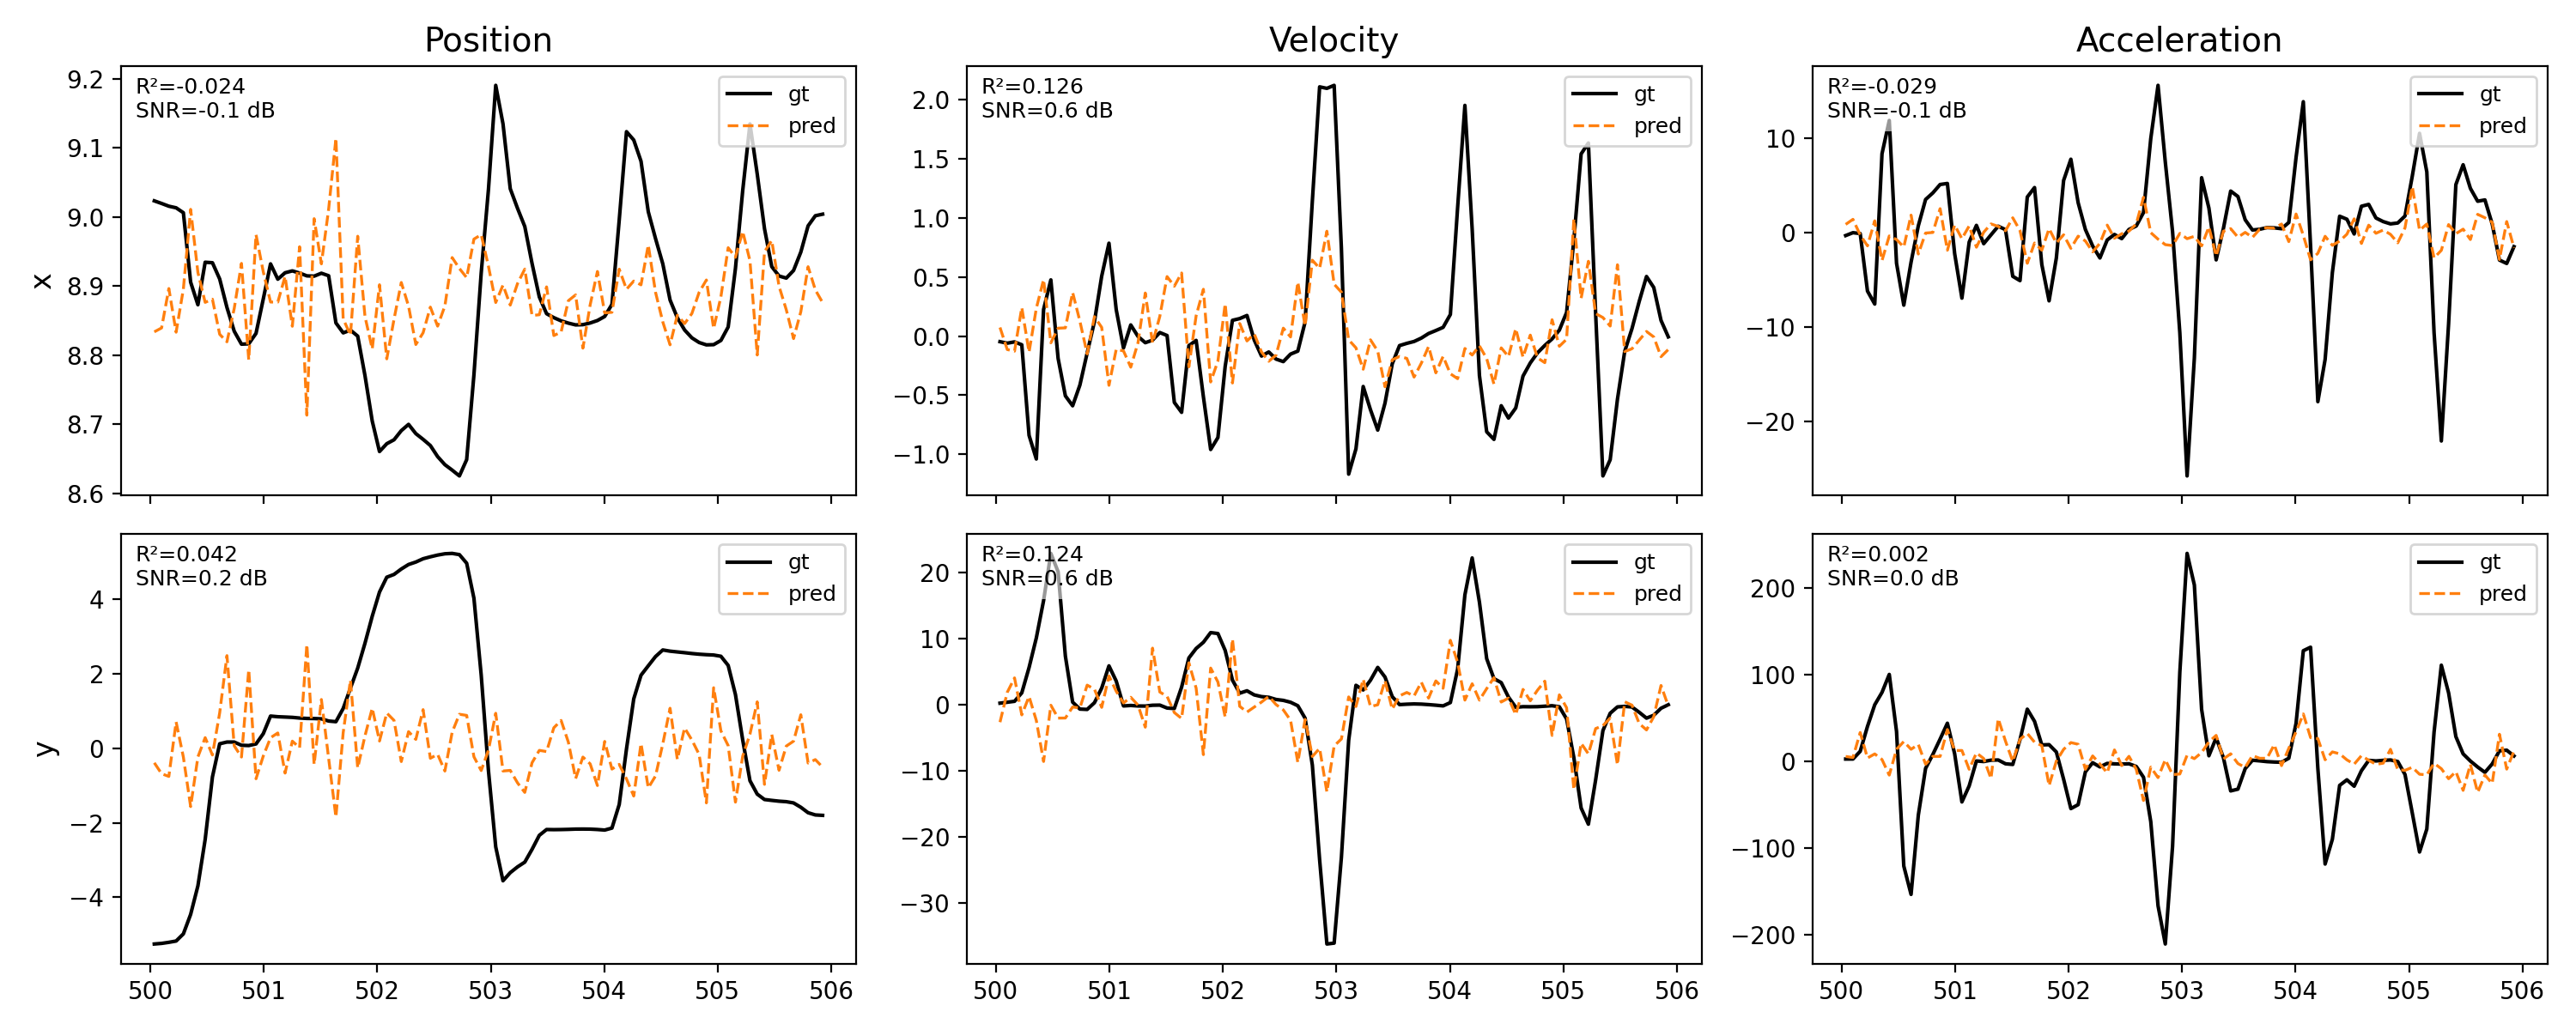 Position
Velocity
Acceleration
x
9.2
9.1
9.0
8.9
8.8
8.7
8.6
R²=-0.024
SNR=-0.1 dB
gt
pred
2.0
1.5
1.0
0.5
0.0
−0.5
−1.0
R²=0.126
SNR=0.6 dB
gt
pred
10
0
−10
−20
R²=-0.029
SNR=-0.1 dB
gt
pred
y
4
2
0
−2
−4
R²=0.042
SNR=0.2 dB
gt
pred
500 501 502 503 504 505 506
20
10
0
−10
−20
−30
R²=0.124
SNR=0.6 dB
gt
pred
500 501 502 503 504 505 506
200
100
0
−100
−200
R²=0.002
SNR=0.0 dB
gt
pred
500 501 502 503 504 505 506